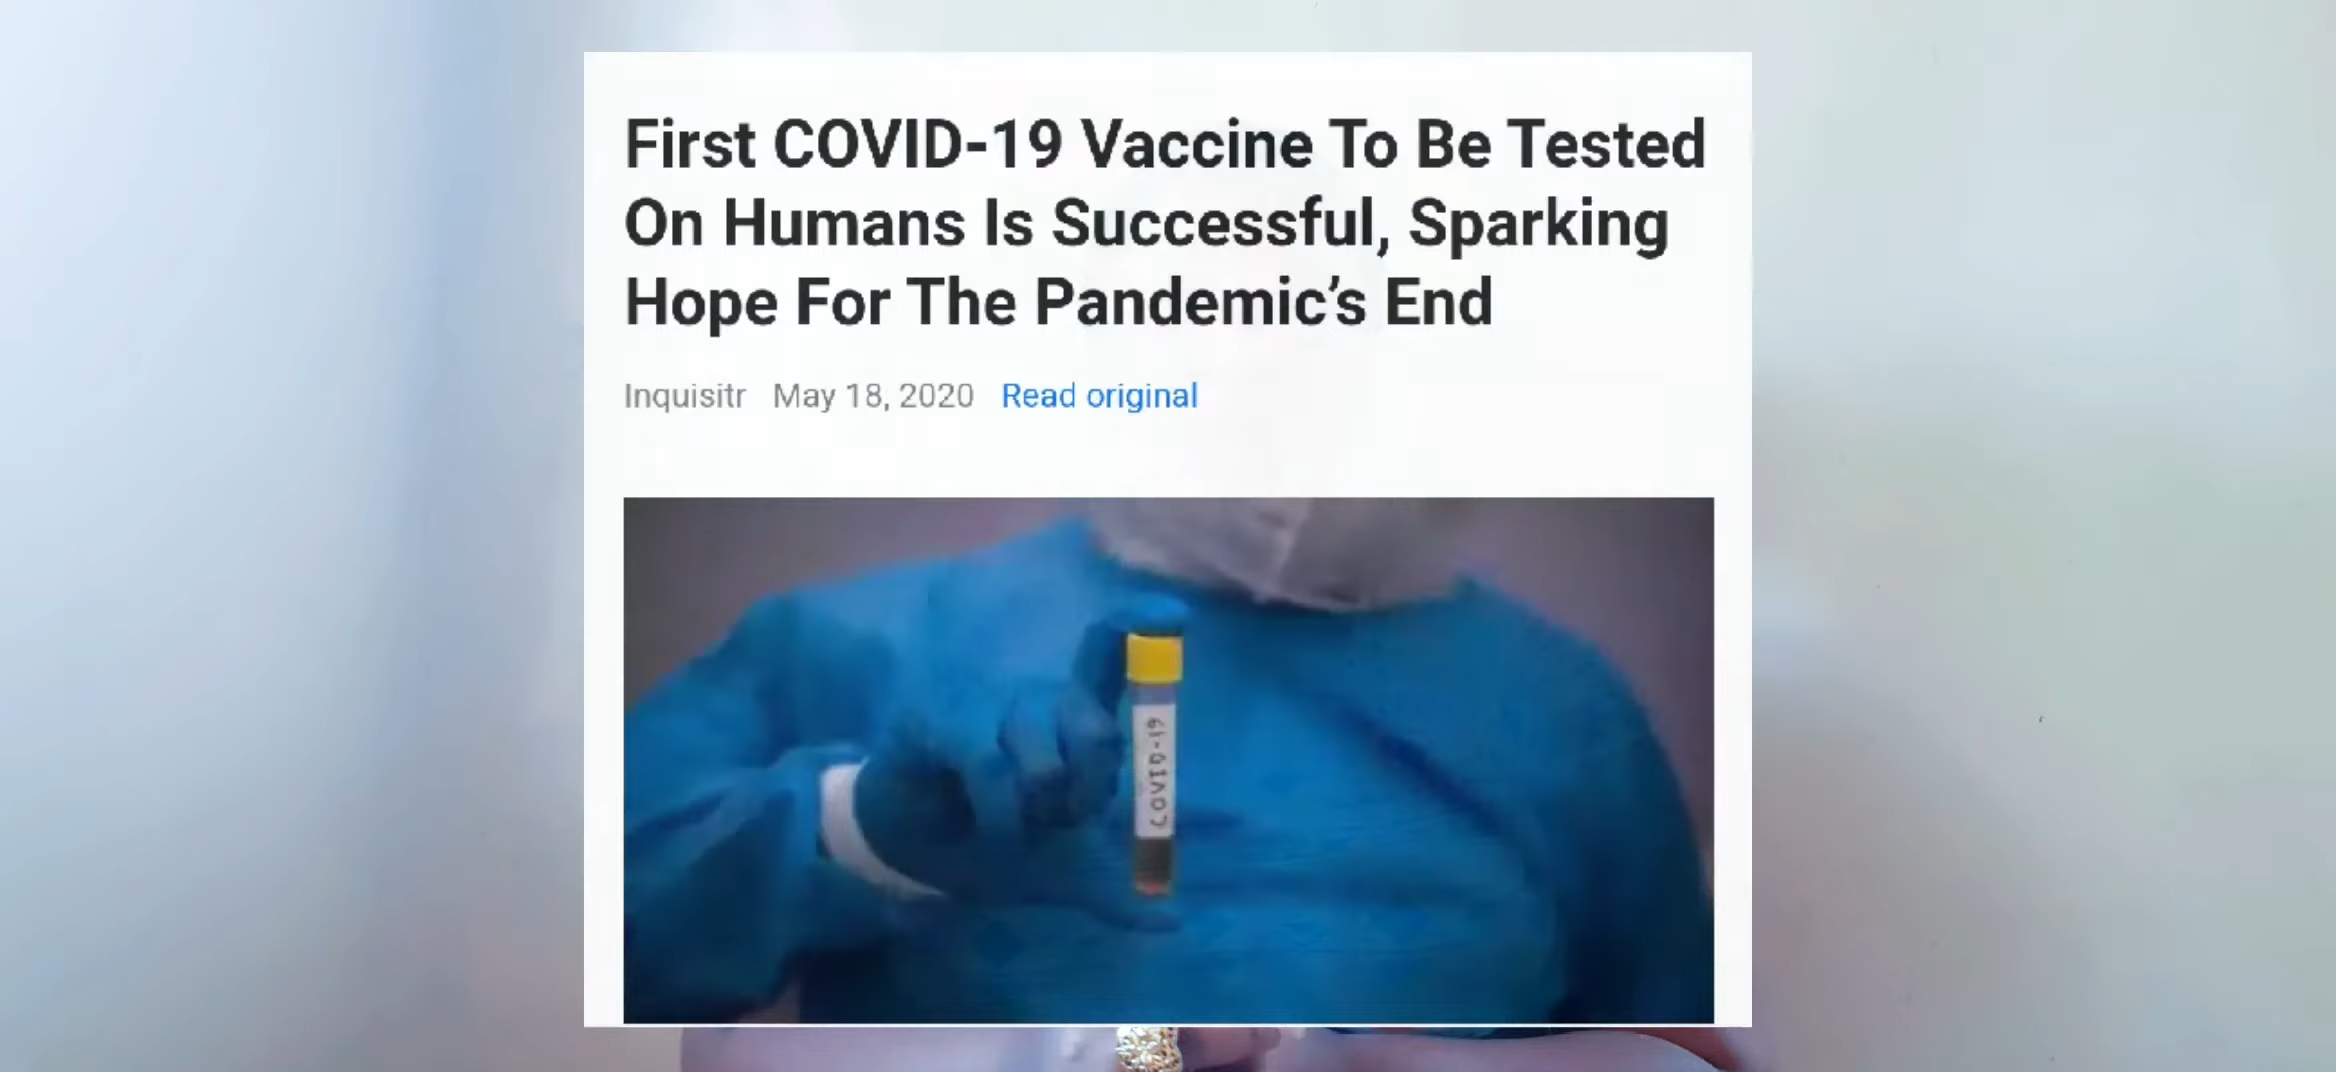 First COVID-19 Vaccine To Be Tested
On Humans Is Successful, Sparking
Hope For The Pandemic’s End
Inquisitr May 18, 2020 Read original
COVID-19